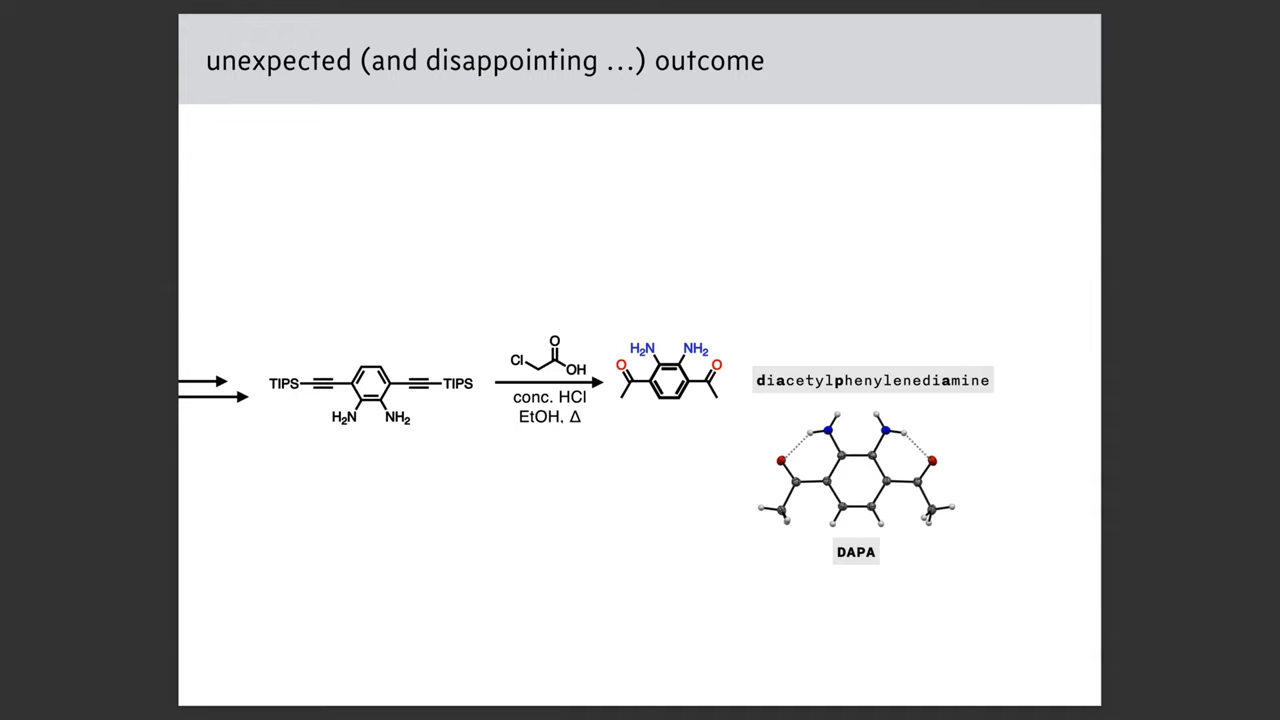 unexpected (and disappointing ...) outcome
TIPS
TIPS
H₂N
NH₂
O
Cl
OH
conc. HCl
EtOH, Δ
H₂N
NH₂
O
O
diacetylphenylenediamine
DAPA